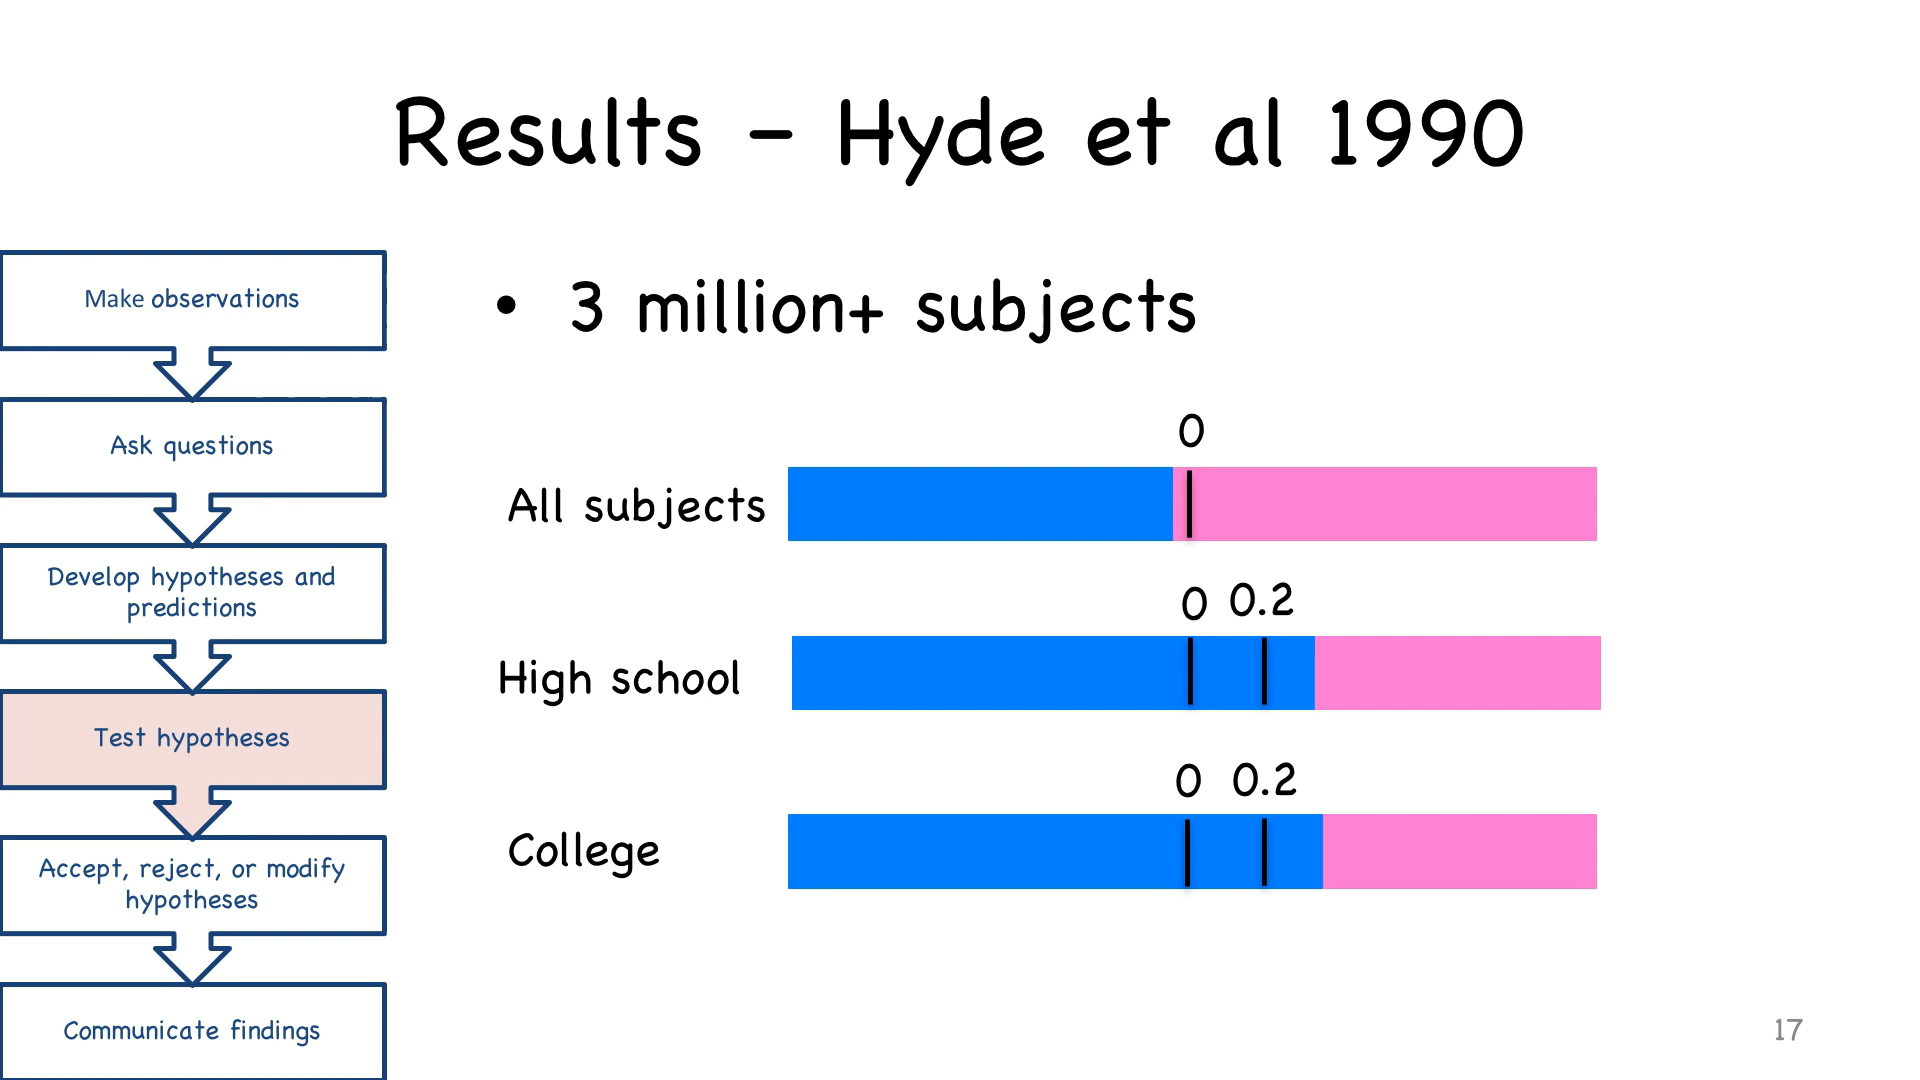 Results – Hyde et al 1990
Make observations
Ask questions
Develop hypotheses and
predictions
Test hypotheses
Accept, reject, or modify
hypotheses
Communicate findings
• 3 million+ subjects
0
All subjects
0 0.2
High school
0 0.2
College
17